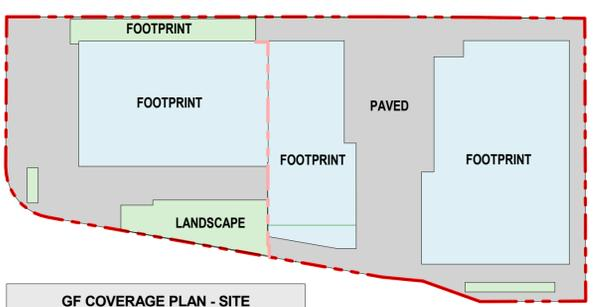 FOOTPRINT
FOOTPRINT
PAVED
FOOTPRINT
FOOTPRINT
LANDSCAPE
GF COVERAGE PLAN - SITE